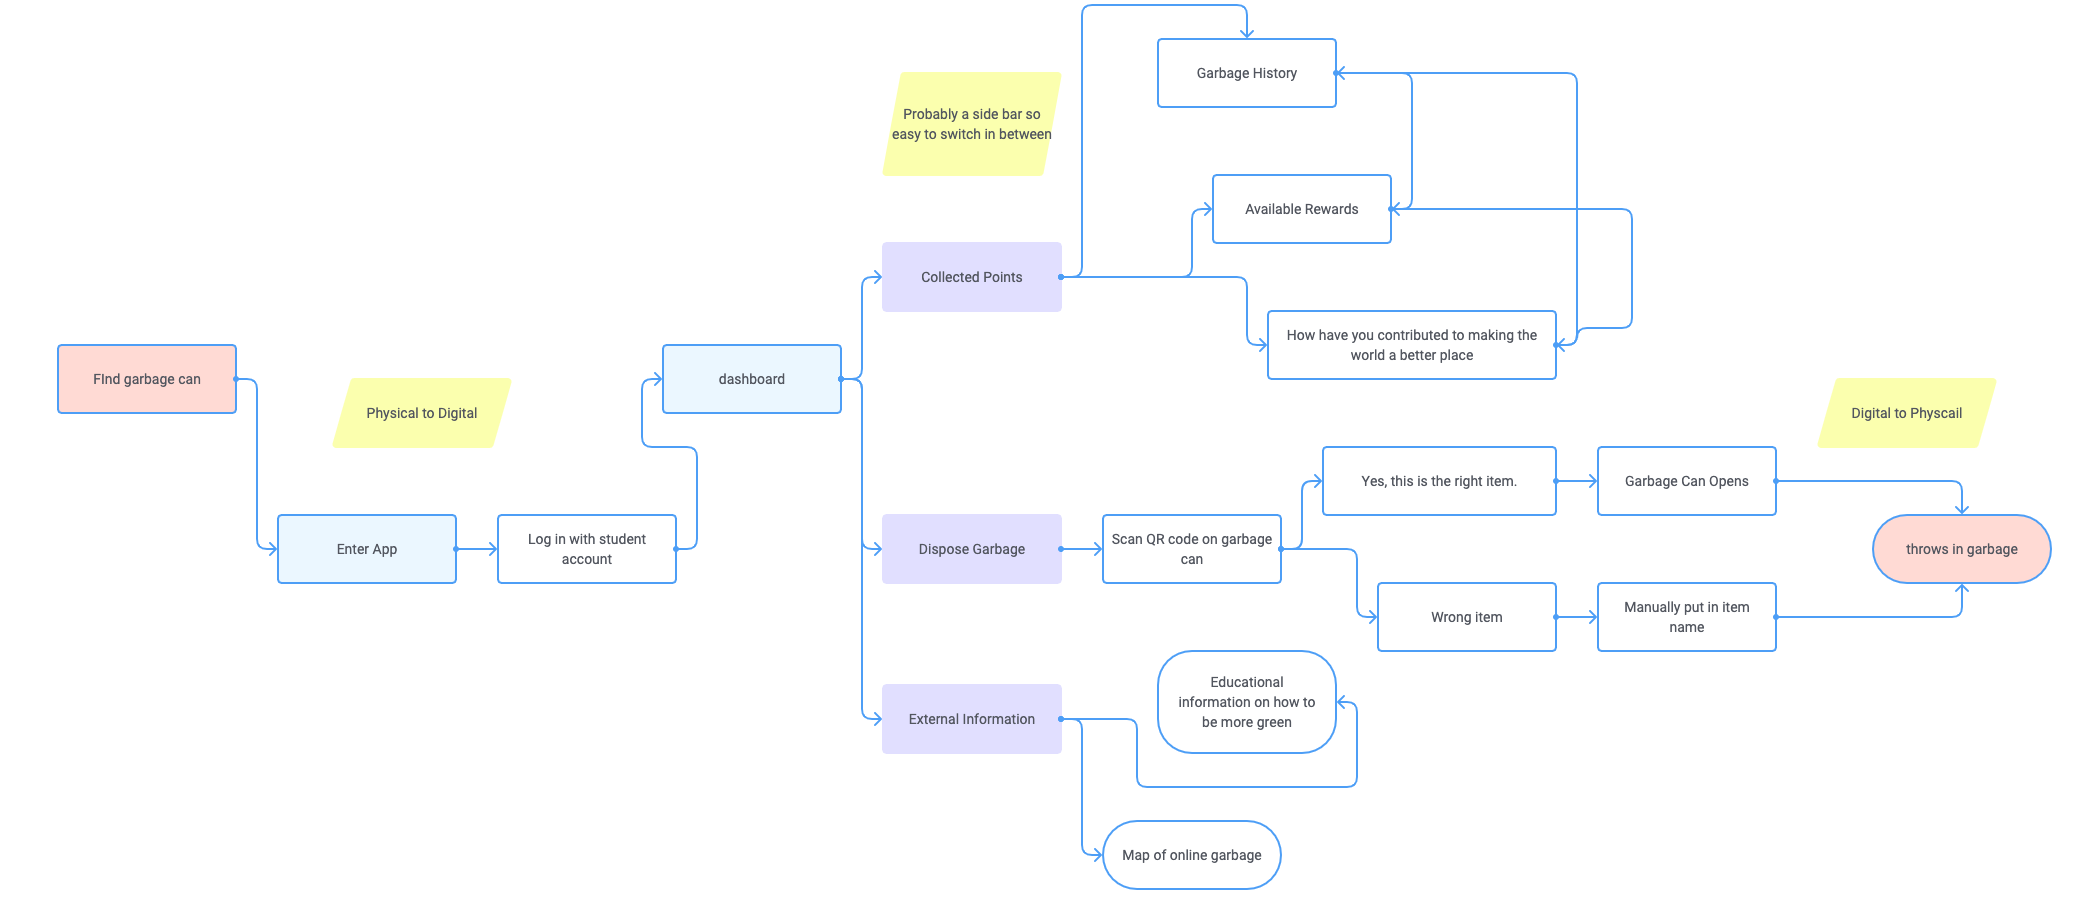 Garbage History
Probably a side bar so
easy to switch in between
Available Rewards
Collected Points
How have you contributed to making the
world a better place
FInd garbage can
dashboard
Physical to Digital
Digital to Physcail
Yes, this is the right item.
Garbage Can Opens
Enter App
Log in with student
account
Dispose Garbage
Scan QR code on garbage
can
throws in garbage
Wrong item
Manually put in item
name
External Information
Educational
information on how to
be more green
Map of online garbage